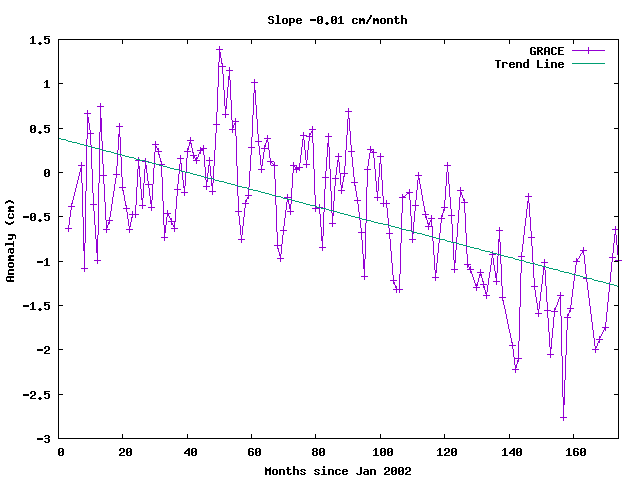 Slope -0.01 cm/month
GRACE
Trend Line
1.5
1
0.5
0
-0.5
-1
-1.5
-2
-2.5
-3
Anomaly (cm)
0 20 40 60 80 100 120 140 160
Months since Jan 2002